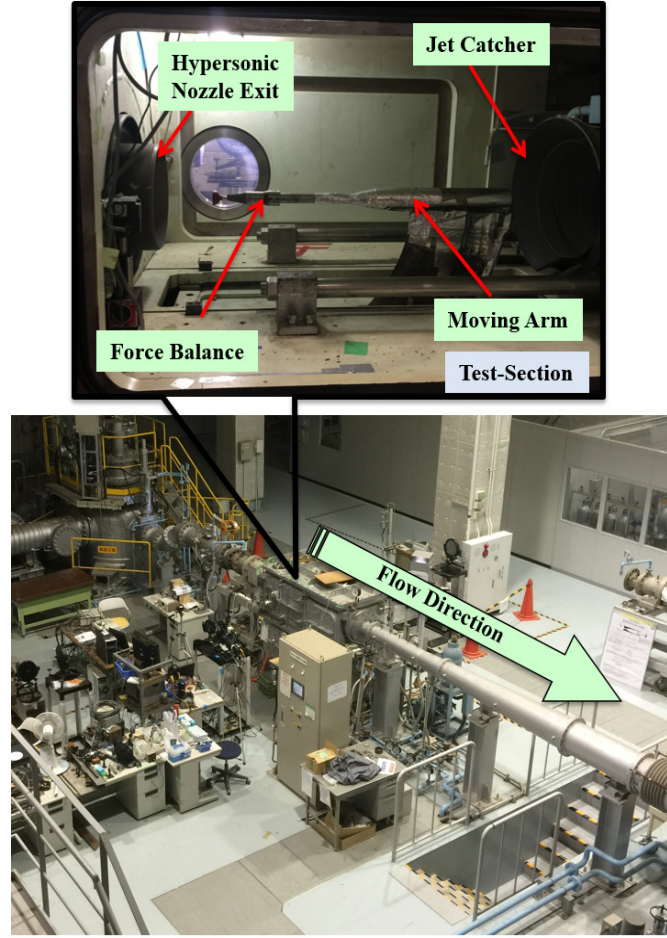 Hypersonic
Nozzle Exit
Jet Catcher
Force Balance
Moving Arm
Test-Section
Flow Direction